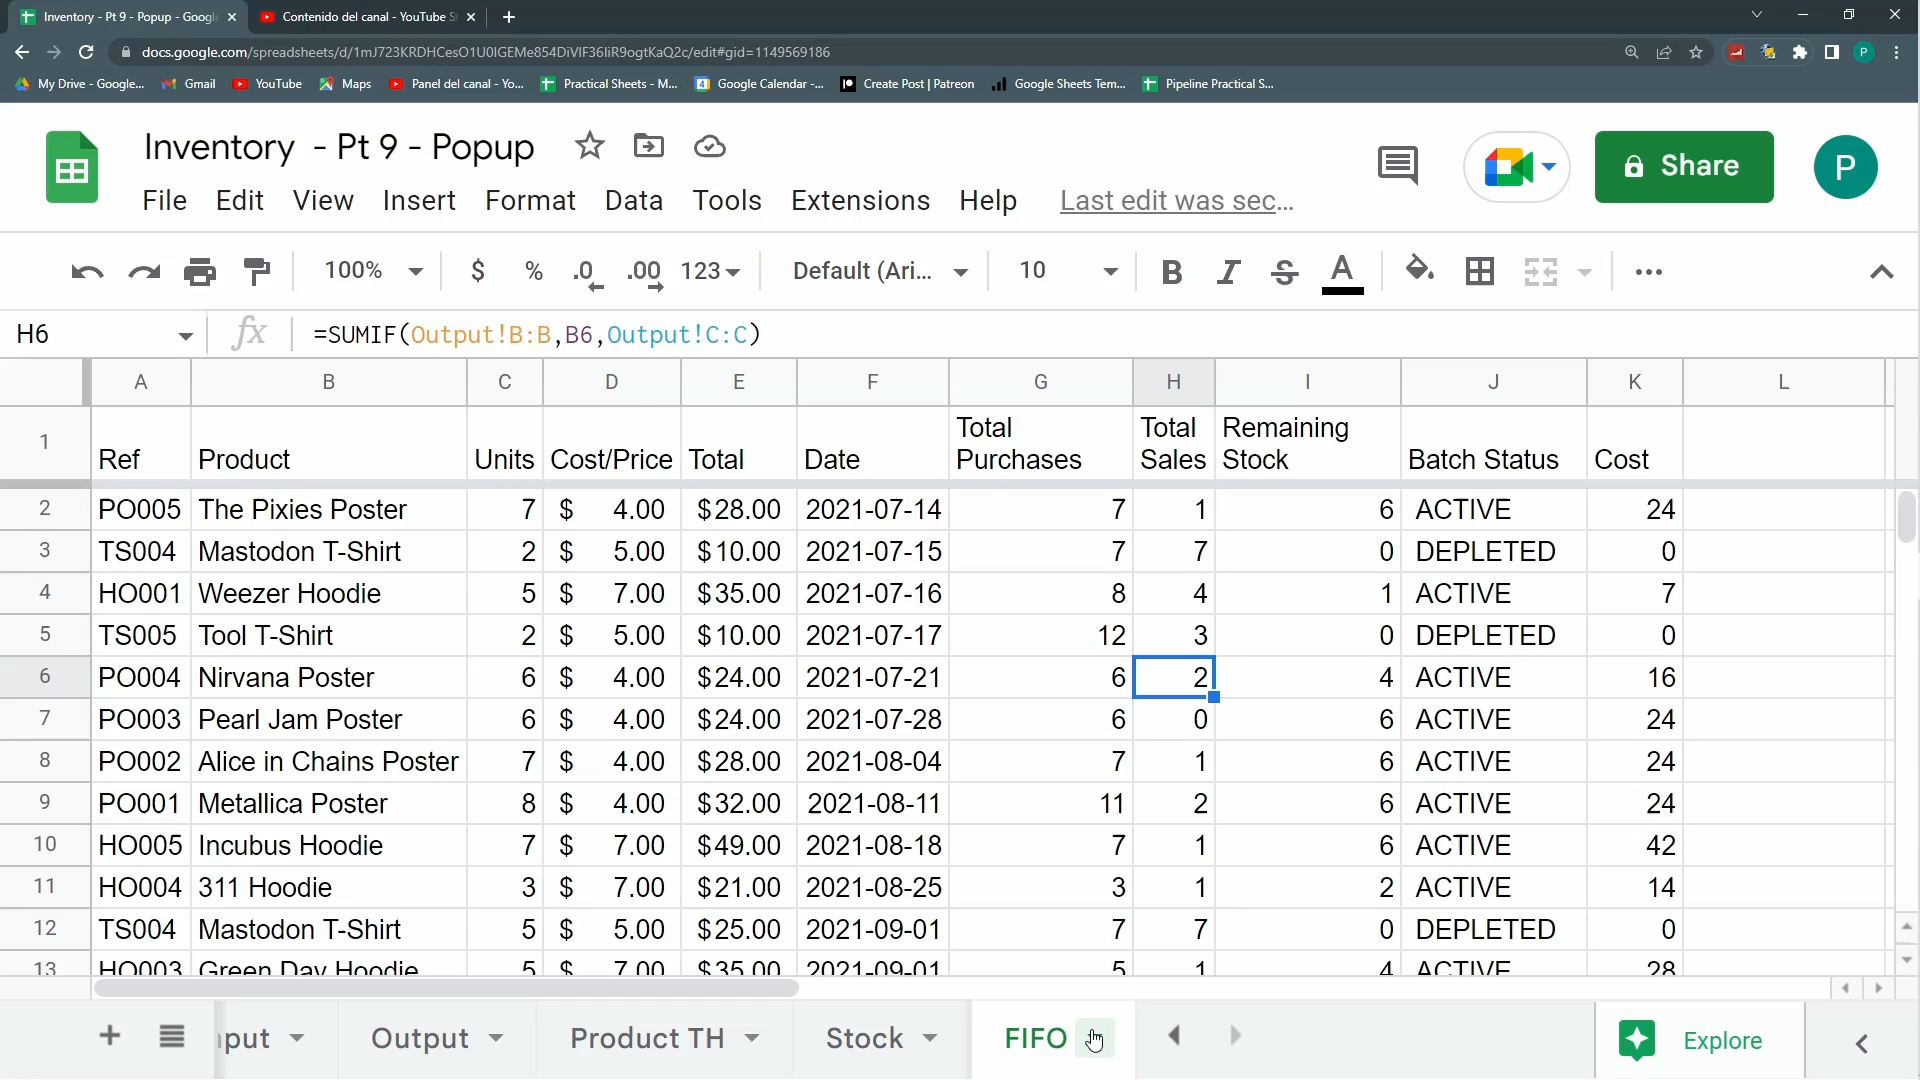 Inventory - Pt 9 - Popup - Googl
Contenido del canal - YouTube S
docs.google.com/spreadsheets/d/1mJ723KRDHCesO1U0IGEMe854DiVIF36IiR9ogtKaQ2c/edit#gid=1149569186
P
My Drive - Google...
Gmail
YouTube
Maps
Panel del canal - Yo...
Practical Sheets - M...
Google Calendar -...
Create Post | Patreon
Google Sheets Tem...
Pipeline Practical S...
Inventory - Pt 9 - Popup
Share
P
File Edit View Insert Format Data Tools Extensions Help Last edit was sec...
100% $ % .0 .00 123 Default (Ari... 10 B I S A
H6 fx =SUMIF(Output!B:B,B6,Output!C:C)
A B C D E F G H I J K L
1 Ref Product Units Cost/Price Total Date Total Purchases Total Sales Remaining Stock Batch Status Cost
2 PO005 The Pixies Poster 7 $ 4.00 $28.00 2021-07-14 7 1 6 ACTIVE 24
3 TS004 Mastodon T-Shirt 2 $ 5.00 $10.00 2021-07-15 7 7 0 DEPLETED 0
4 HO001 Weezer Hoodie 5 $ 7.00 $35.00 2021-07-16 8 4 1 ACTIVE 7
5 TS005 Tool T-Shirt 2 $ 5.00 $10.00 2021-07-17 12 3 0 DEPLETED 0
6 PO004 Nirvana Poster 6 $ 4.00 $24.00 2021-07-21 6 2 4 ACTIVE 16
7 PO003 Pearl Jam Poster 6 $ 4.00 $24.00 2021-07-28 6 0 6 ACTIVE 24
8 PO002 Alice in Chains Poster 7 $ 4.00 $28.00 2021-08-04 7 1 6 ACTIVE 24
9 PO001 Metallica Poster 8 $ 4.00 $32.00 2021-08-11 11 2 6 ACTIVE 24
10 HO005 Incubus Hoodie 7 $ 7.00 $49.00 2021-08-18 7 1 6 ACTIVE 42
11 HO004 311 Hoodie 3 $ 7.00 $21.00 2021-08-25 3 1 2 ACTIVE 14
12 TS004 Mastodon T-Shirt 5 $ 5.00 $25.00 2021-09-01 7 7 0 DEPLETED 0
13 HO003 Green Day Hoodie 5 $ 7.00 $35.00 2021-09-01 5 1 4 ACTIVE 28
nput Output Product TH Stock FIFO Explore